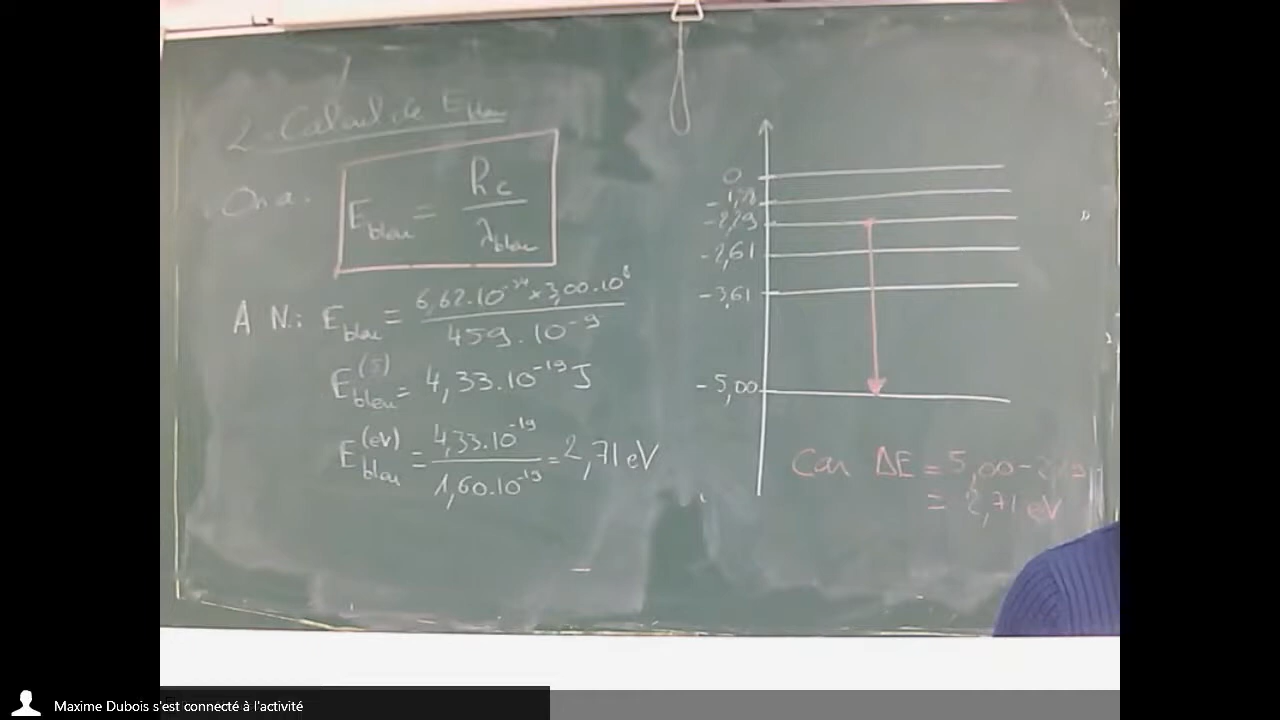 2. Calcul de E bleu
On a:
E bleu = hc / λ bleu
A N: E bleu = 6,62.10^-34 × 3,00.10^8 / 459.10^-9
E bleu (J) = 4,33.10^-19 J
E bleu (eV) = 4,33.10^-19 / 1,60.10^-19 = 2,71 eV
0
-2,29
-2,61
-3,61
-5,00
Car ΔE = 5,00 - 2,29
= 2,71 eV
Maxime Dubois s'est connecté à l'activité